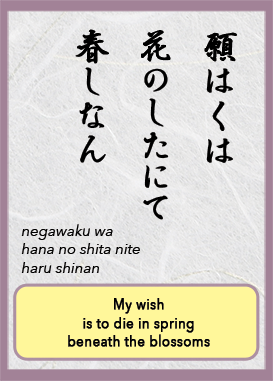 願はくは
花のしたにて
春しなん
negawaku wa
hana no shita nite
haru shinan
My wish
is to die in spring
beneath the blossoms